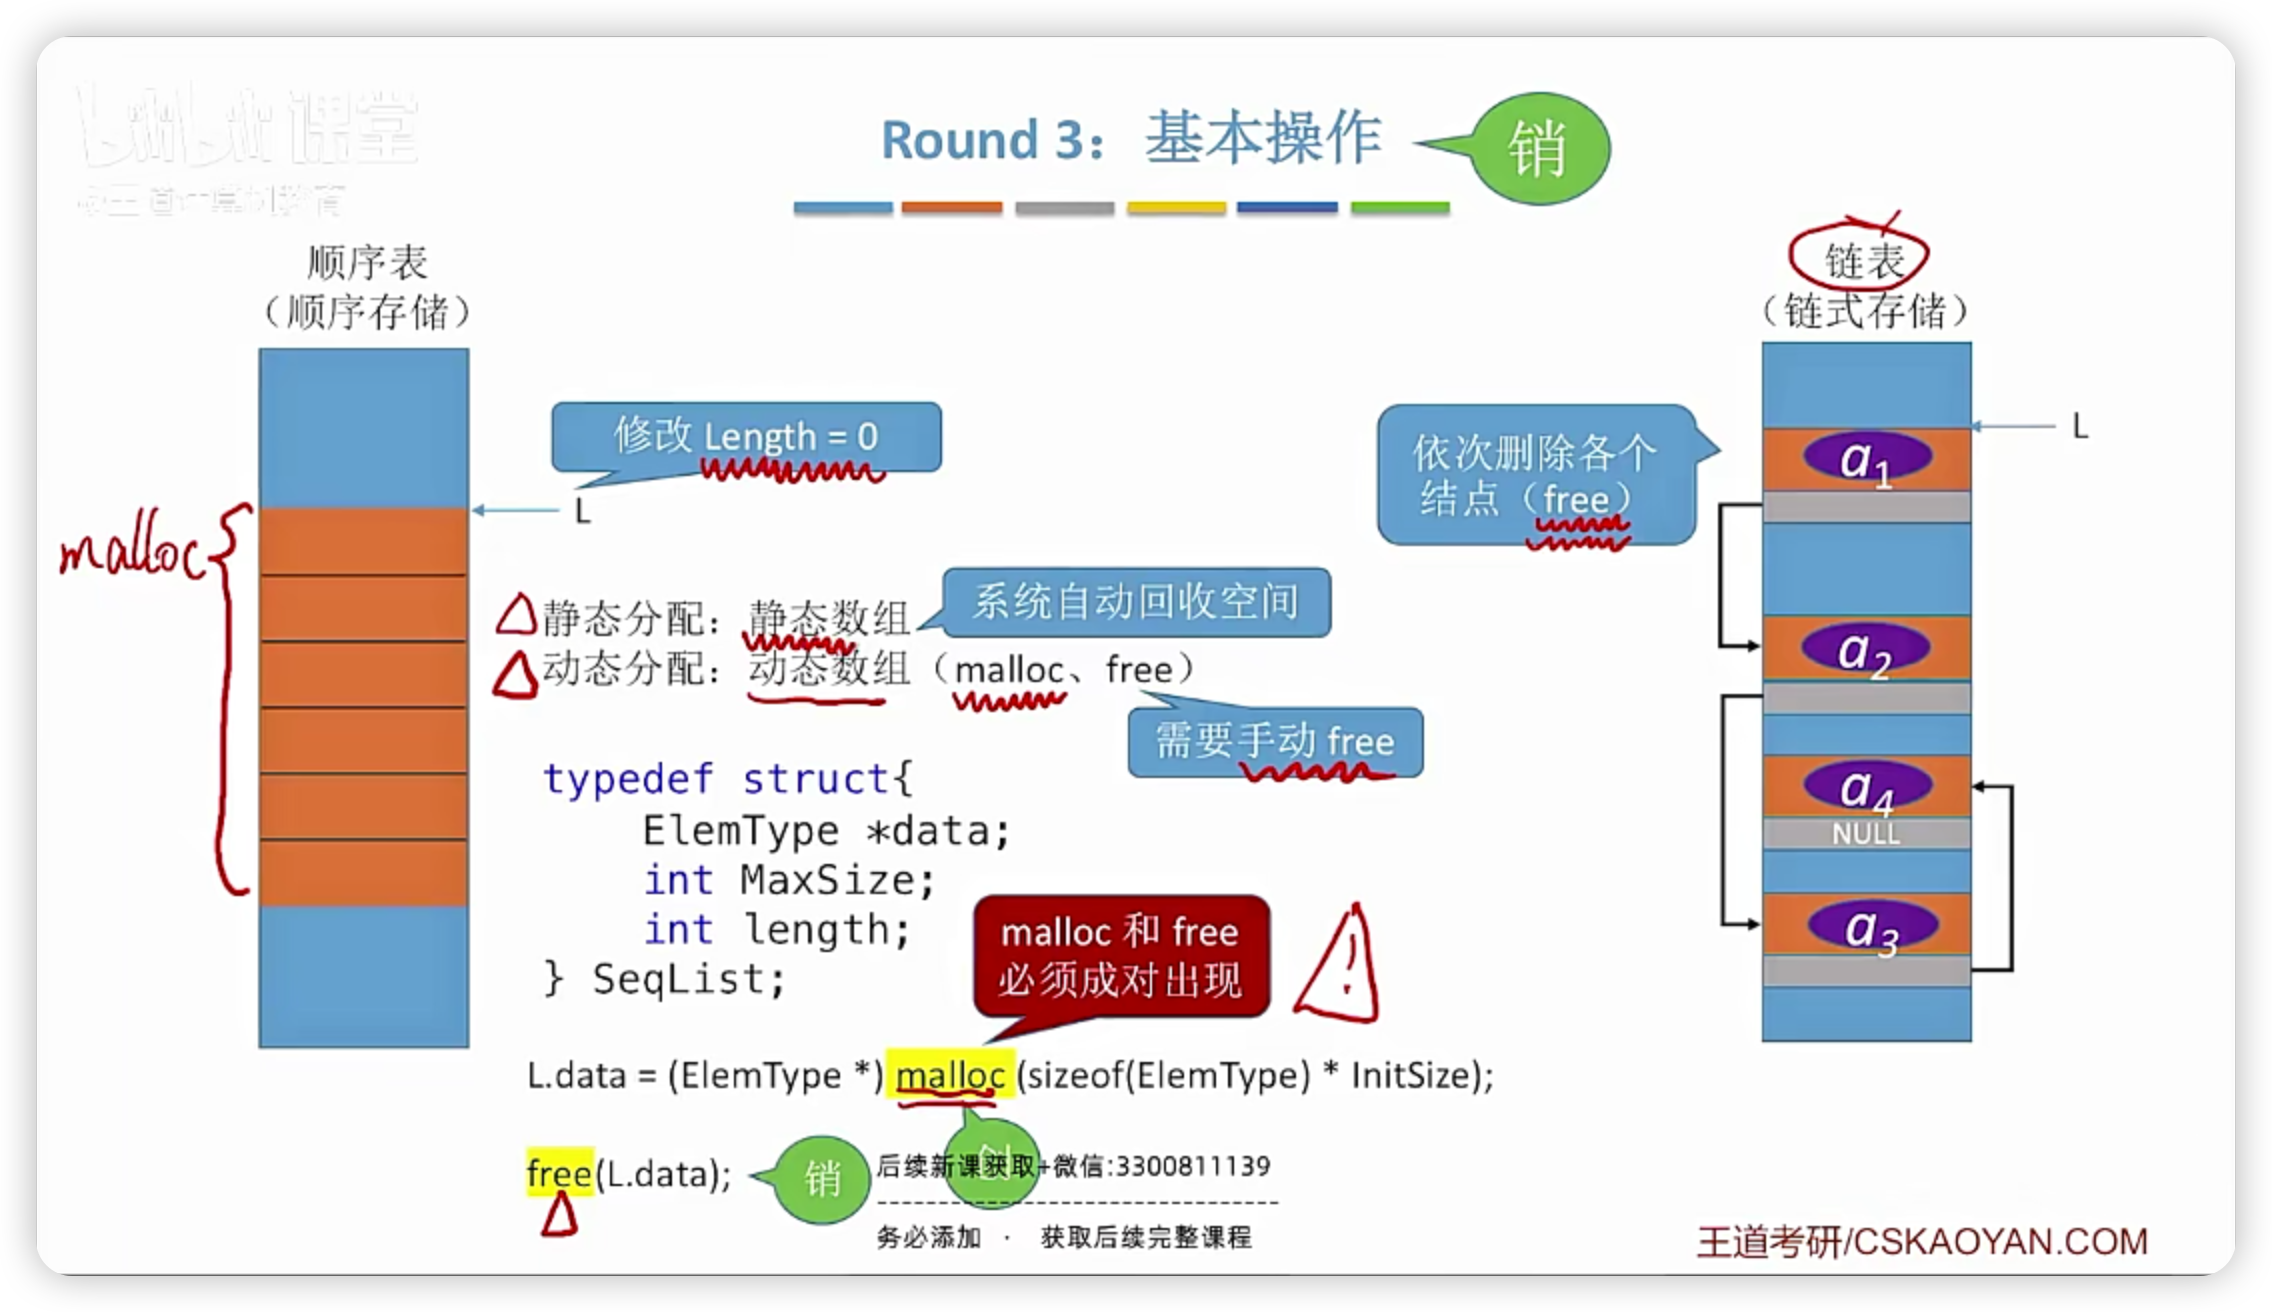 课堂
Round 3：基本操作
销
顺序表
（顺序存储）
链表
（链式存储）
修改 Length = 0
L
malloc
依次删除各个
结点（free）
L
a1
a2
a4
NULL
a3
静态分配：静态数组
系统自动回收空间
动态分配：动态数组（malloc、free）
需要手动 free
typedef struct{
ElemType *data;
int MaxSize;
int length;
} SeqList;
malloc 和 free
必须成对出现
!
L.data = (ElemType *) malloc (sizeof(ElemType) * InitSize);
free(L.data);
销
后续新课获取+微信:3300811139
务必添加 · 获取后续完整课程
王道考研/CSKAOYAN.COM